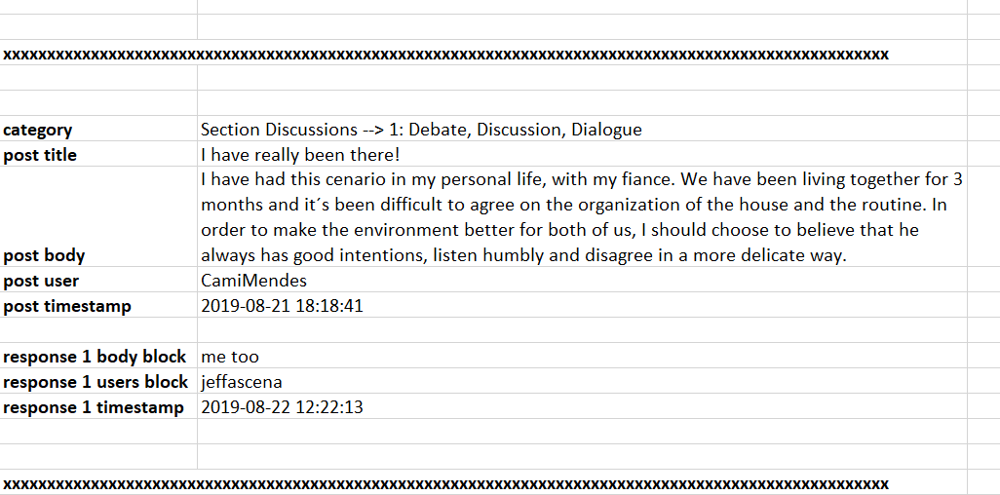 xxxxxxxxxxxxxxxxxxxxxxxxxxxxxxxxxxxxxxxxxxxxxxxxxxxxxxxxxxxxxxxxxxxxxxxxxxxxxxxxxxxxxxxxxxxxxxxxxxxxx
category Section Discussions --> 1: Debate, Discussion, Dialogue
post title I have really been there!
I have had this cenario in my personal life, with my fiance. We have been living together for 3
months and it´s been difficult to agree on the organization of the house and the routine. In
order to make the environment better for both of us, I should choose to believe that he
post body always has good intentions, listen humbly and disagree in a more delicate way.
post user CamiMendes
post timestamp 2019-08-21 18:18:41
response 1 body block me too
response 1 users block jeffascena
response 1 timestamp 2019-08-22 12:22:13
xxxxxxxxxxxxxxxxxxxxxxxxxxxxxxxxxxxxxxxxxxxxxxxxxxxxxxxxxxxxxxxxxxxxxxxxxxxxxxxxxxxxxxxxxxxxxxxxxxxxx